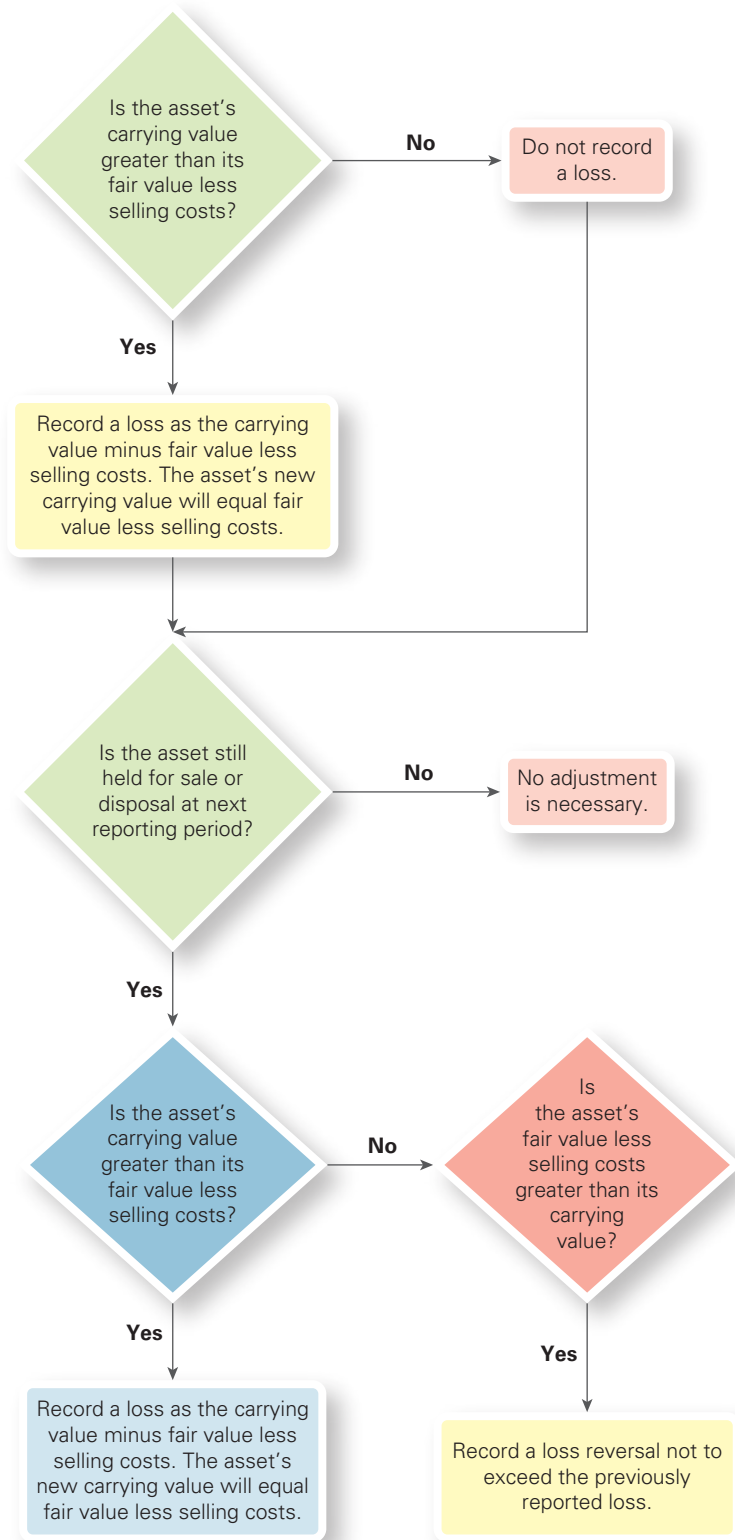 Is the asset's
carrying value
greater than its
fair value less
selling costs?
No
Do not record
a loss.
Yes
Record a loss as the carrying
value minus fair value less
selling costs. The asset's new
carrying value will equal fair
value less selling costs.
Is the asset still
held for sale or
disposal at next
reporting period?
No
No adjustment
is necessary.
Yes
Is the asset's
carrying value
greater than its
fair value less
selling costs?
No
Is
the asset's
fair value less
selling costs
greater than its
carrying
value?
Yes
Yes
Record a loss as the carrying
value minus fair value less
selling costs. The asset's
new carrying value will equal
fair value less selling costs.
Record a loss reversal not to
exceed the previously
reported loss.